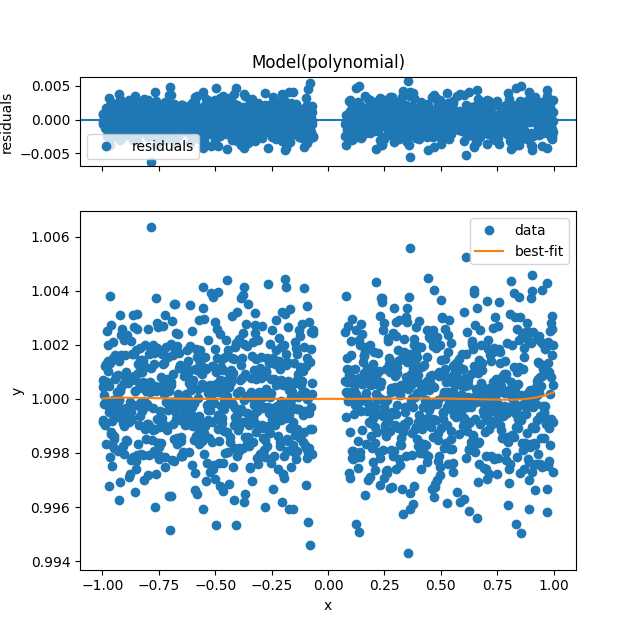 Model(polynomial)
residuals
0.005
0.000
−0.005
residuals
y
1.006
1.004
1.002
1.000
0.998
0.996
0.994
data
best-fit
−1.00 −0.75 −0.50 −0.25 0.00 0.25 0.50 0.75 1.00
x